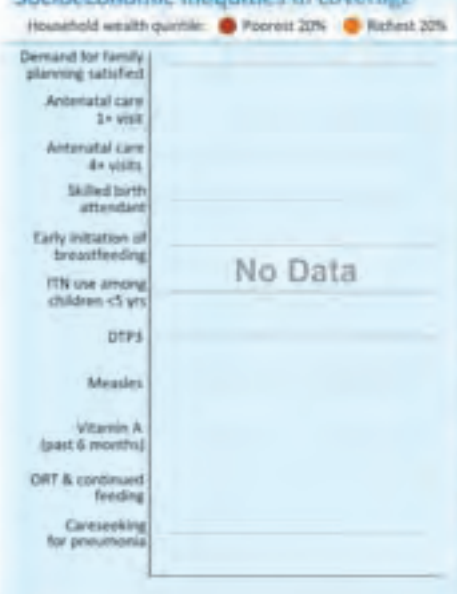 Socioeconomic inequities in coverage
Household wealth quintile: Poorest 20% Richest 20%
Demand for family
planning satisfied
Antenatal care
1+ visit
Antenatal care
4+ visits
Skilled birth
attendant
Early initiation of
breastfeeding
ITN use among
children <5 yrs
No Data
DTP3
Measles
Vitamin A
(past 6 months)
ORT & continued
feeding
Careseeking
for pneumonia